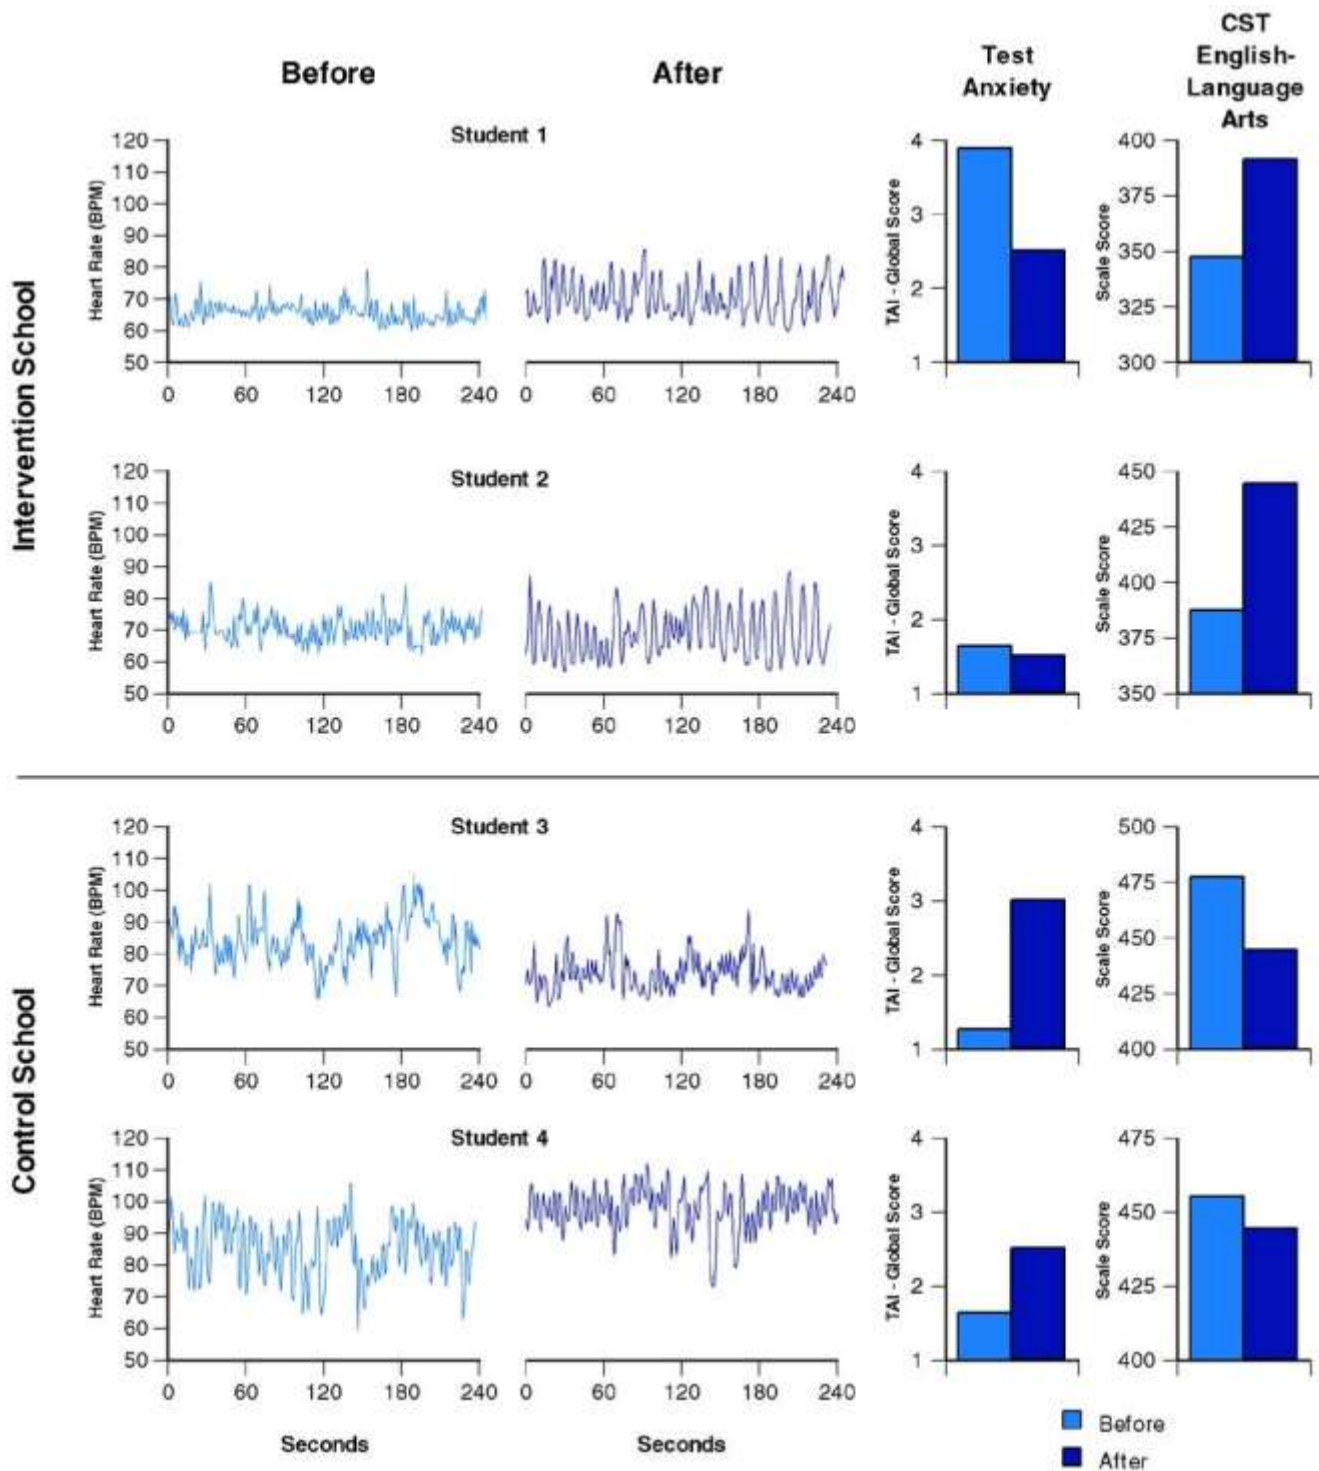 Before
After
Test
Anxiety
CST
English-
Language
Arts
Intervention School
Student 1
Heart Rate (BPM)
120
110
100
90
80
70
60
50
0 60 120 180 240
0 60 120 180 240
TAI - Global Score
4
3
2
1
Scale Score
400
375
350
325
300
Student 2
Heart Rate (BPM)
120
110
100
90
80
70
60
50
0 60 120 180 240
0 60 120 180 240
TAI - Global Score
4
3
2
1
Scale Score
450
425
400
375
350
Control School
Student 3
Heart Rate (BPM)
120
110
100
90
80
70
60
50
0 60 120 180 240
0 60 120 180 240
TAI - Global Score
4
3
2
1
Scale Score
500
475
450
425
400
Student 4
Heart Rate (BPM)
120
110
100
90
80
70
60
50
0 60 120 180 240
0 60 120 180 240
Seconds
Seconds
TAI - Global Score
4
3
2
1
Scale Score
475
450
425
400
Before
After